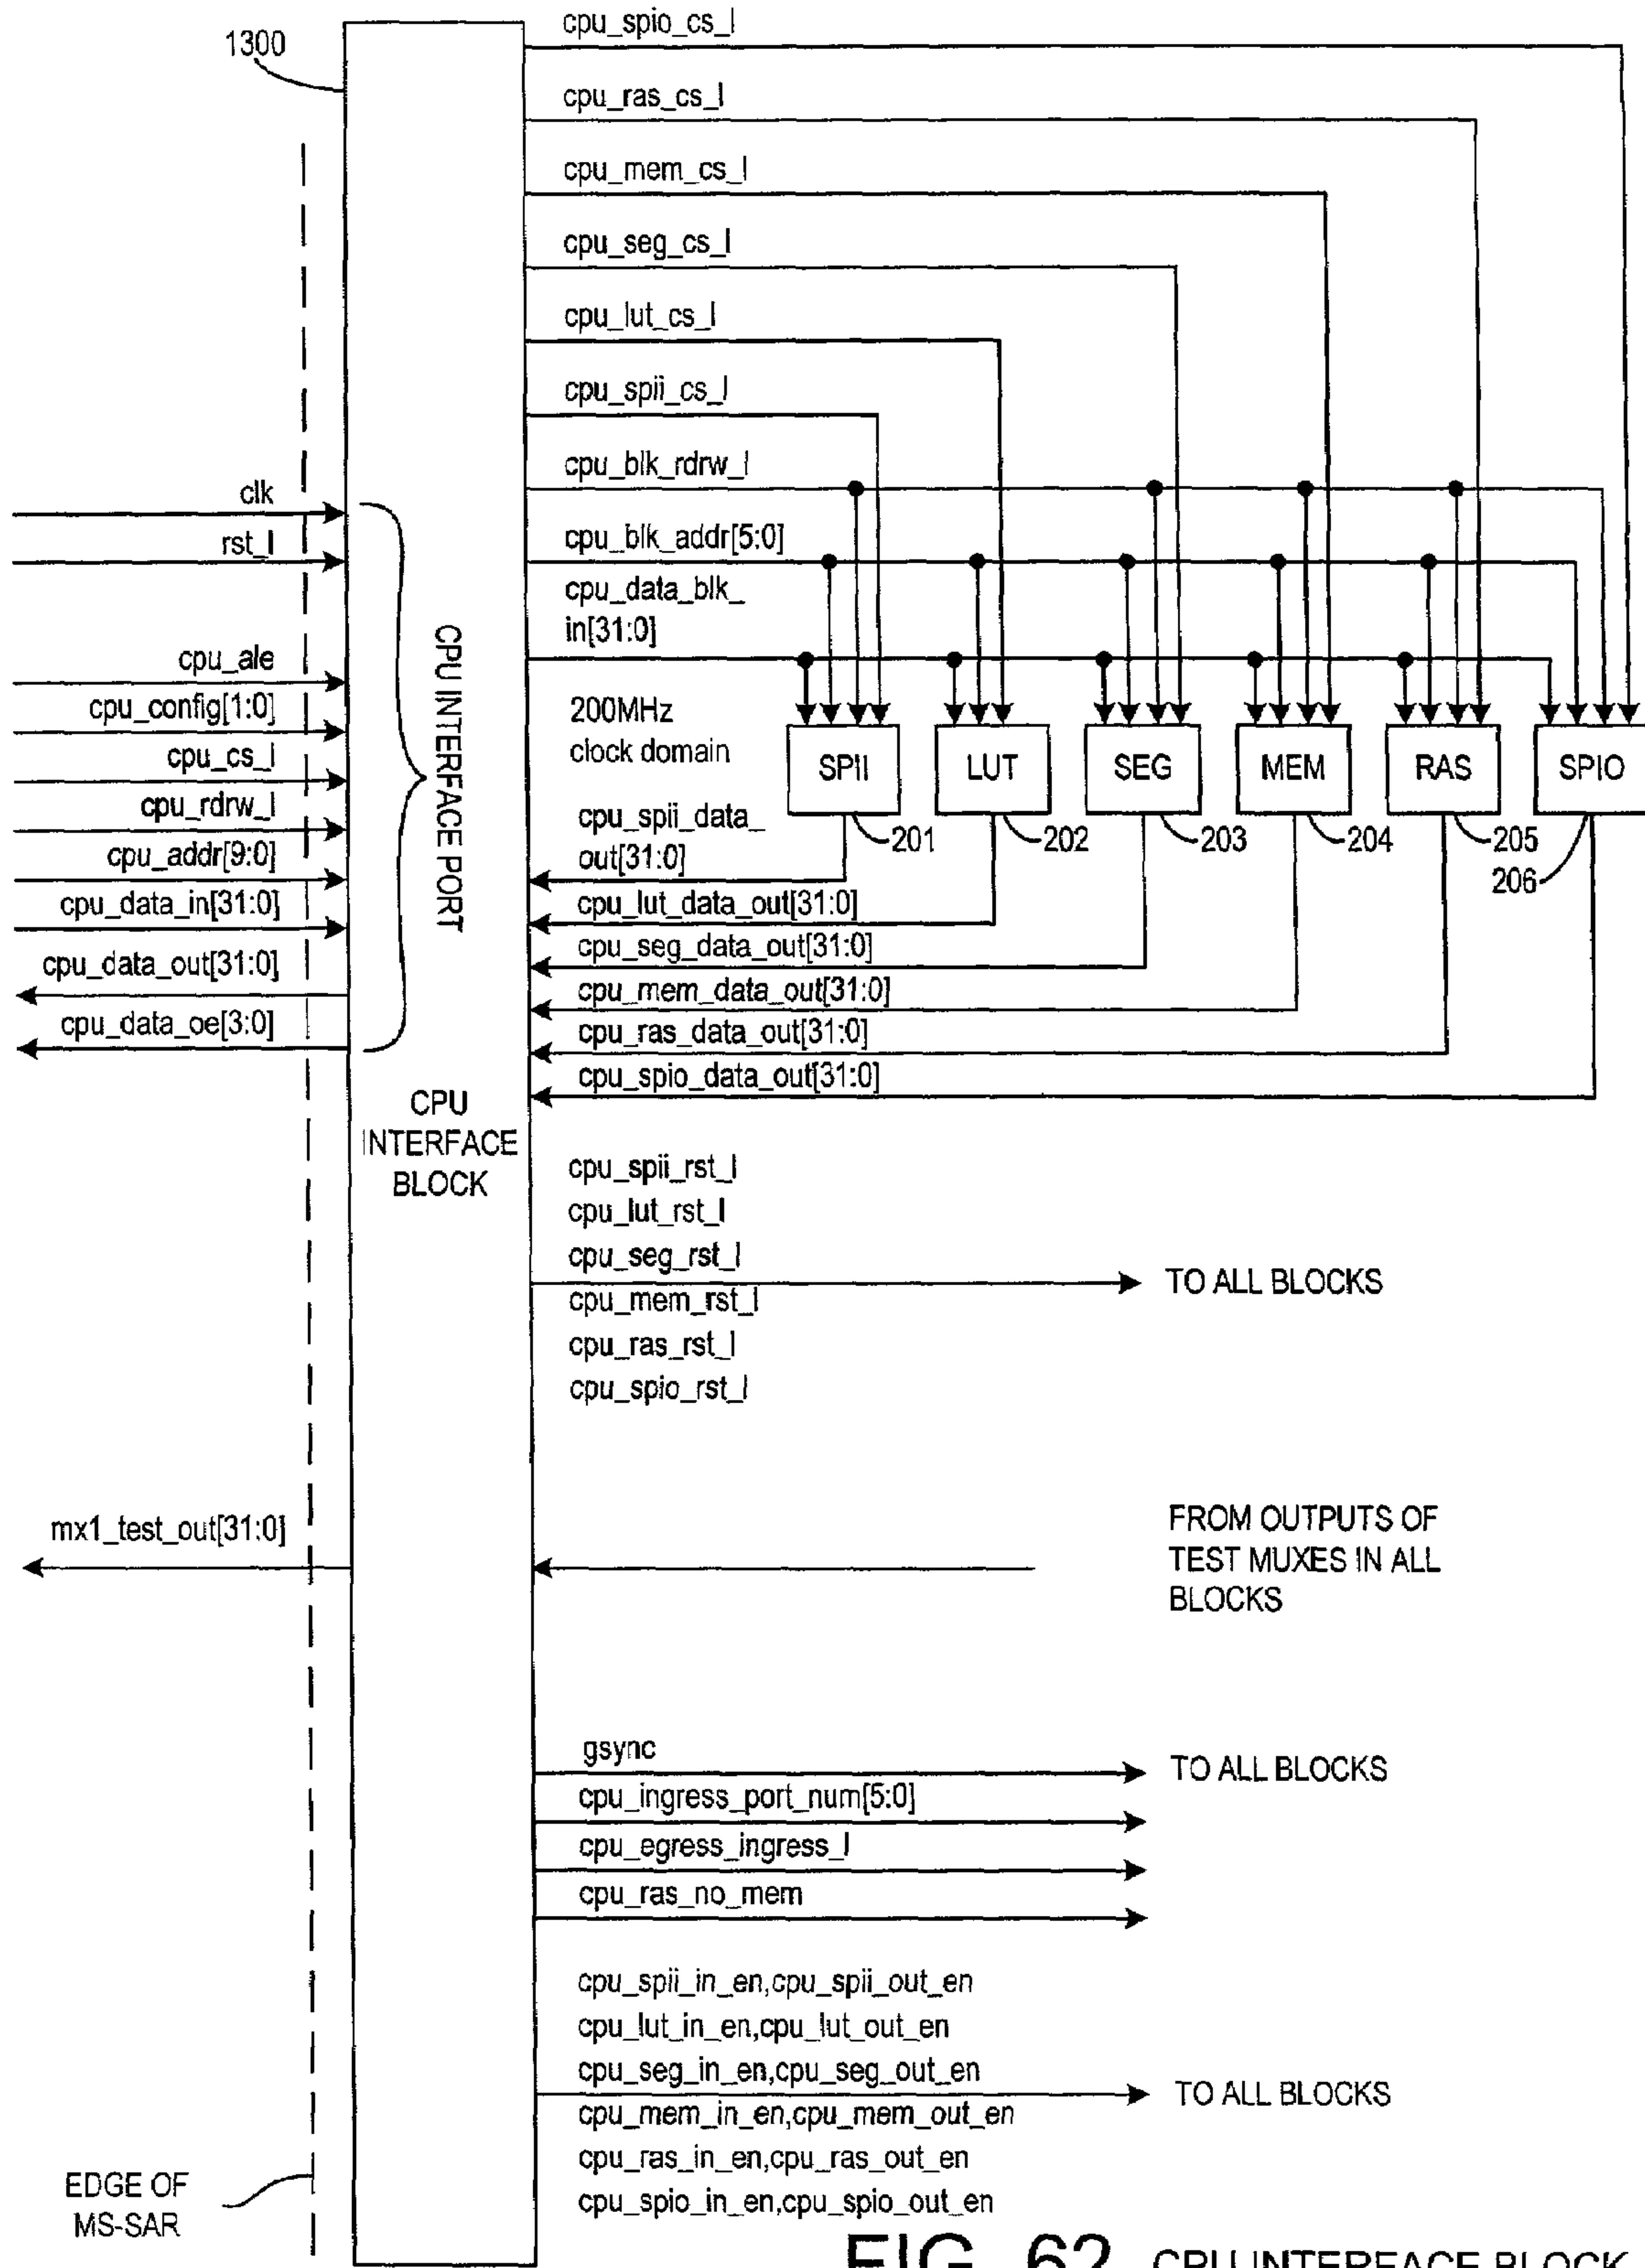 1300
cpu_spio_cs_l
cpu_ras_cs_l
cpu_mem_cs_l
cpu_seg_cs_l
cpu_lut_cs_l
cpu_spii_cs_l
cpu_blk_rdrw_l
cpu_blk_addr[5:0]
cpu_data_blk_
in[31:0]
200MHz
clock domain
clk
rst_l
cpu_ale
cpu_config[1:0]
cpu_cs_l
cpu_rdrw_l
cpu_addr[9:0]
cpu_data_in[31:0]
cpu_data_out[31:0]
cpu_data_oe[3:0]
CPU INTERFACE PORT
SPII
LUT
SEG
MEM
RAS
SPIO
201
202
203
204
205
206
cpu_spii_data_
out[31:0]
cpu_lut_data_out[31:0]
cpu_seg_data_out[31:0]
cpu_mem_data_out[31:0]
cpu_ras_data_out[31:0]
cpu_spio_data_out[31:0]
CPU
INTERFACE
BLOCK
cpu_spii_rst_l
cpu_lut_rst_l
cpu_seg_rst_l
cpu_mem_rst_l
cpu_ras_rst_l
cpu_spio_rst_l
TO ALL BLOCKS
mx1_test_out[31:0]
FROM OUTPUTS OF
TEST MUXES IN ALL
BLOCKS
gsync
TO ALL BLOCKS
cpu_ingress_port_num[5:0]
cpu_egress_ingress_l
cpu_ras_no_mem
cpu_spii_in_en,cpu_spii_out_en
cpu_lut_in_en,cpu_lut_out_en
cpu_seg_in_en,cpu_seg_out_en
cpu_mem_in_en,cpu_mem_out_en
cpu_ras_in_en,cpu_ras_out_en
cpu_spio_in_en,cpu_spio_out_en
TO ALL BLOCKS
EDGE OF
MS-SAR
FIG. 62 CPU INTERFACE BLOCK